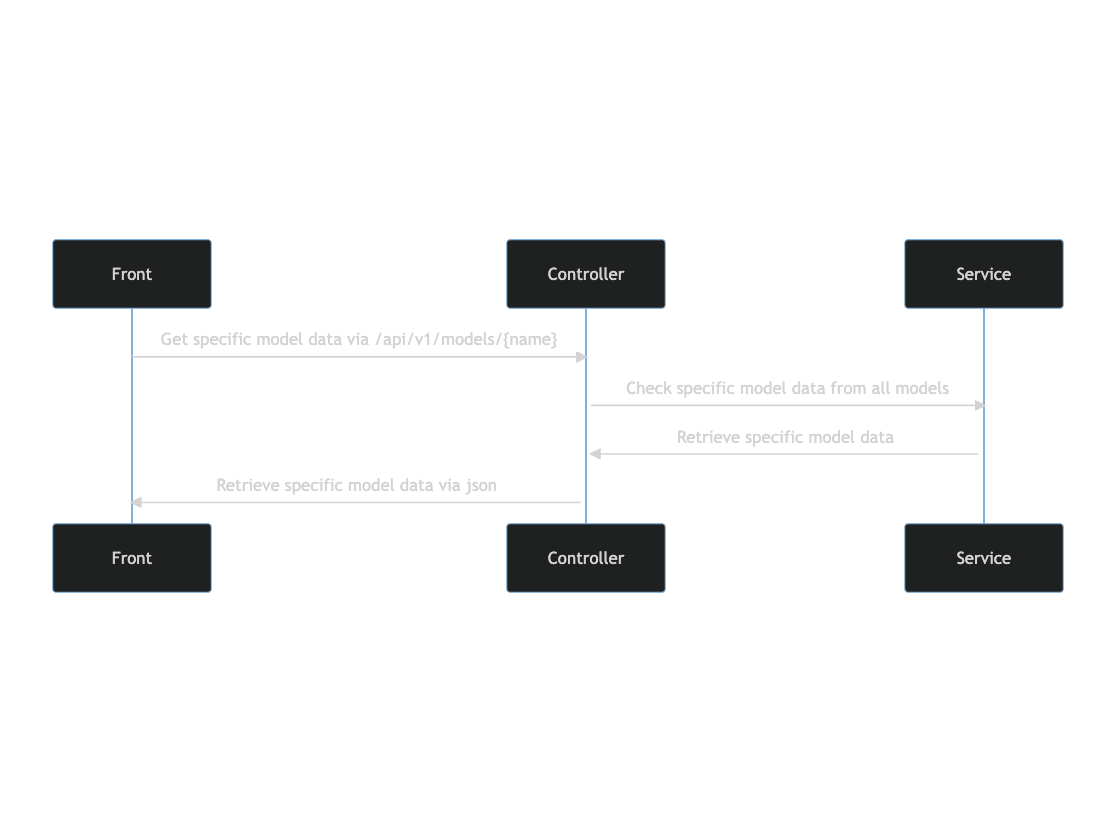 Front
Controller
Service
Get specific model data via /api/v1/models/{name}
Check specific model data from all models
Retrieve specific model data
Retrieve specific model data via json
Front
Controller
Service